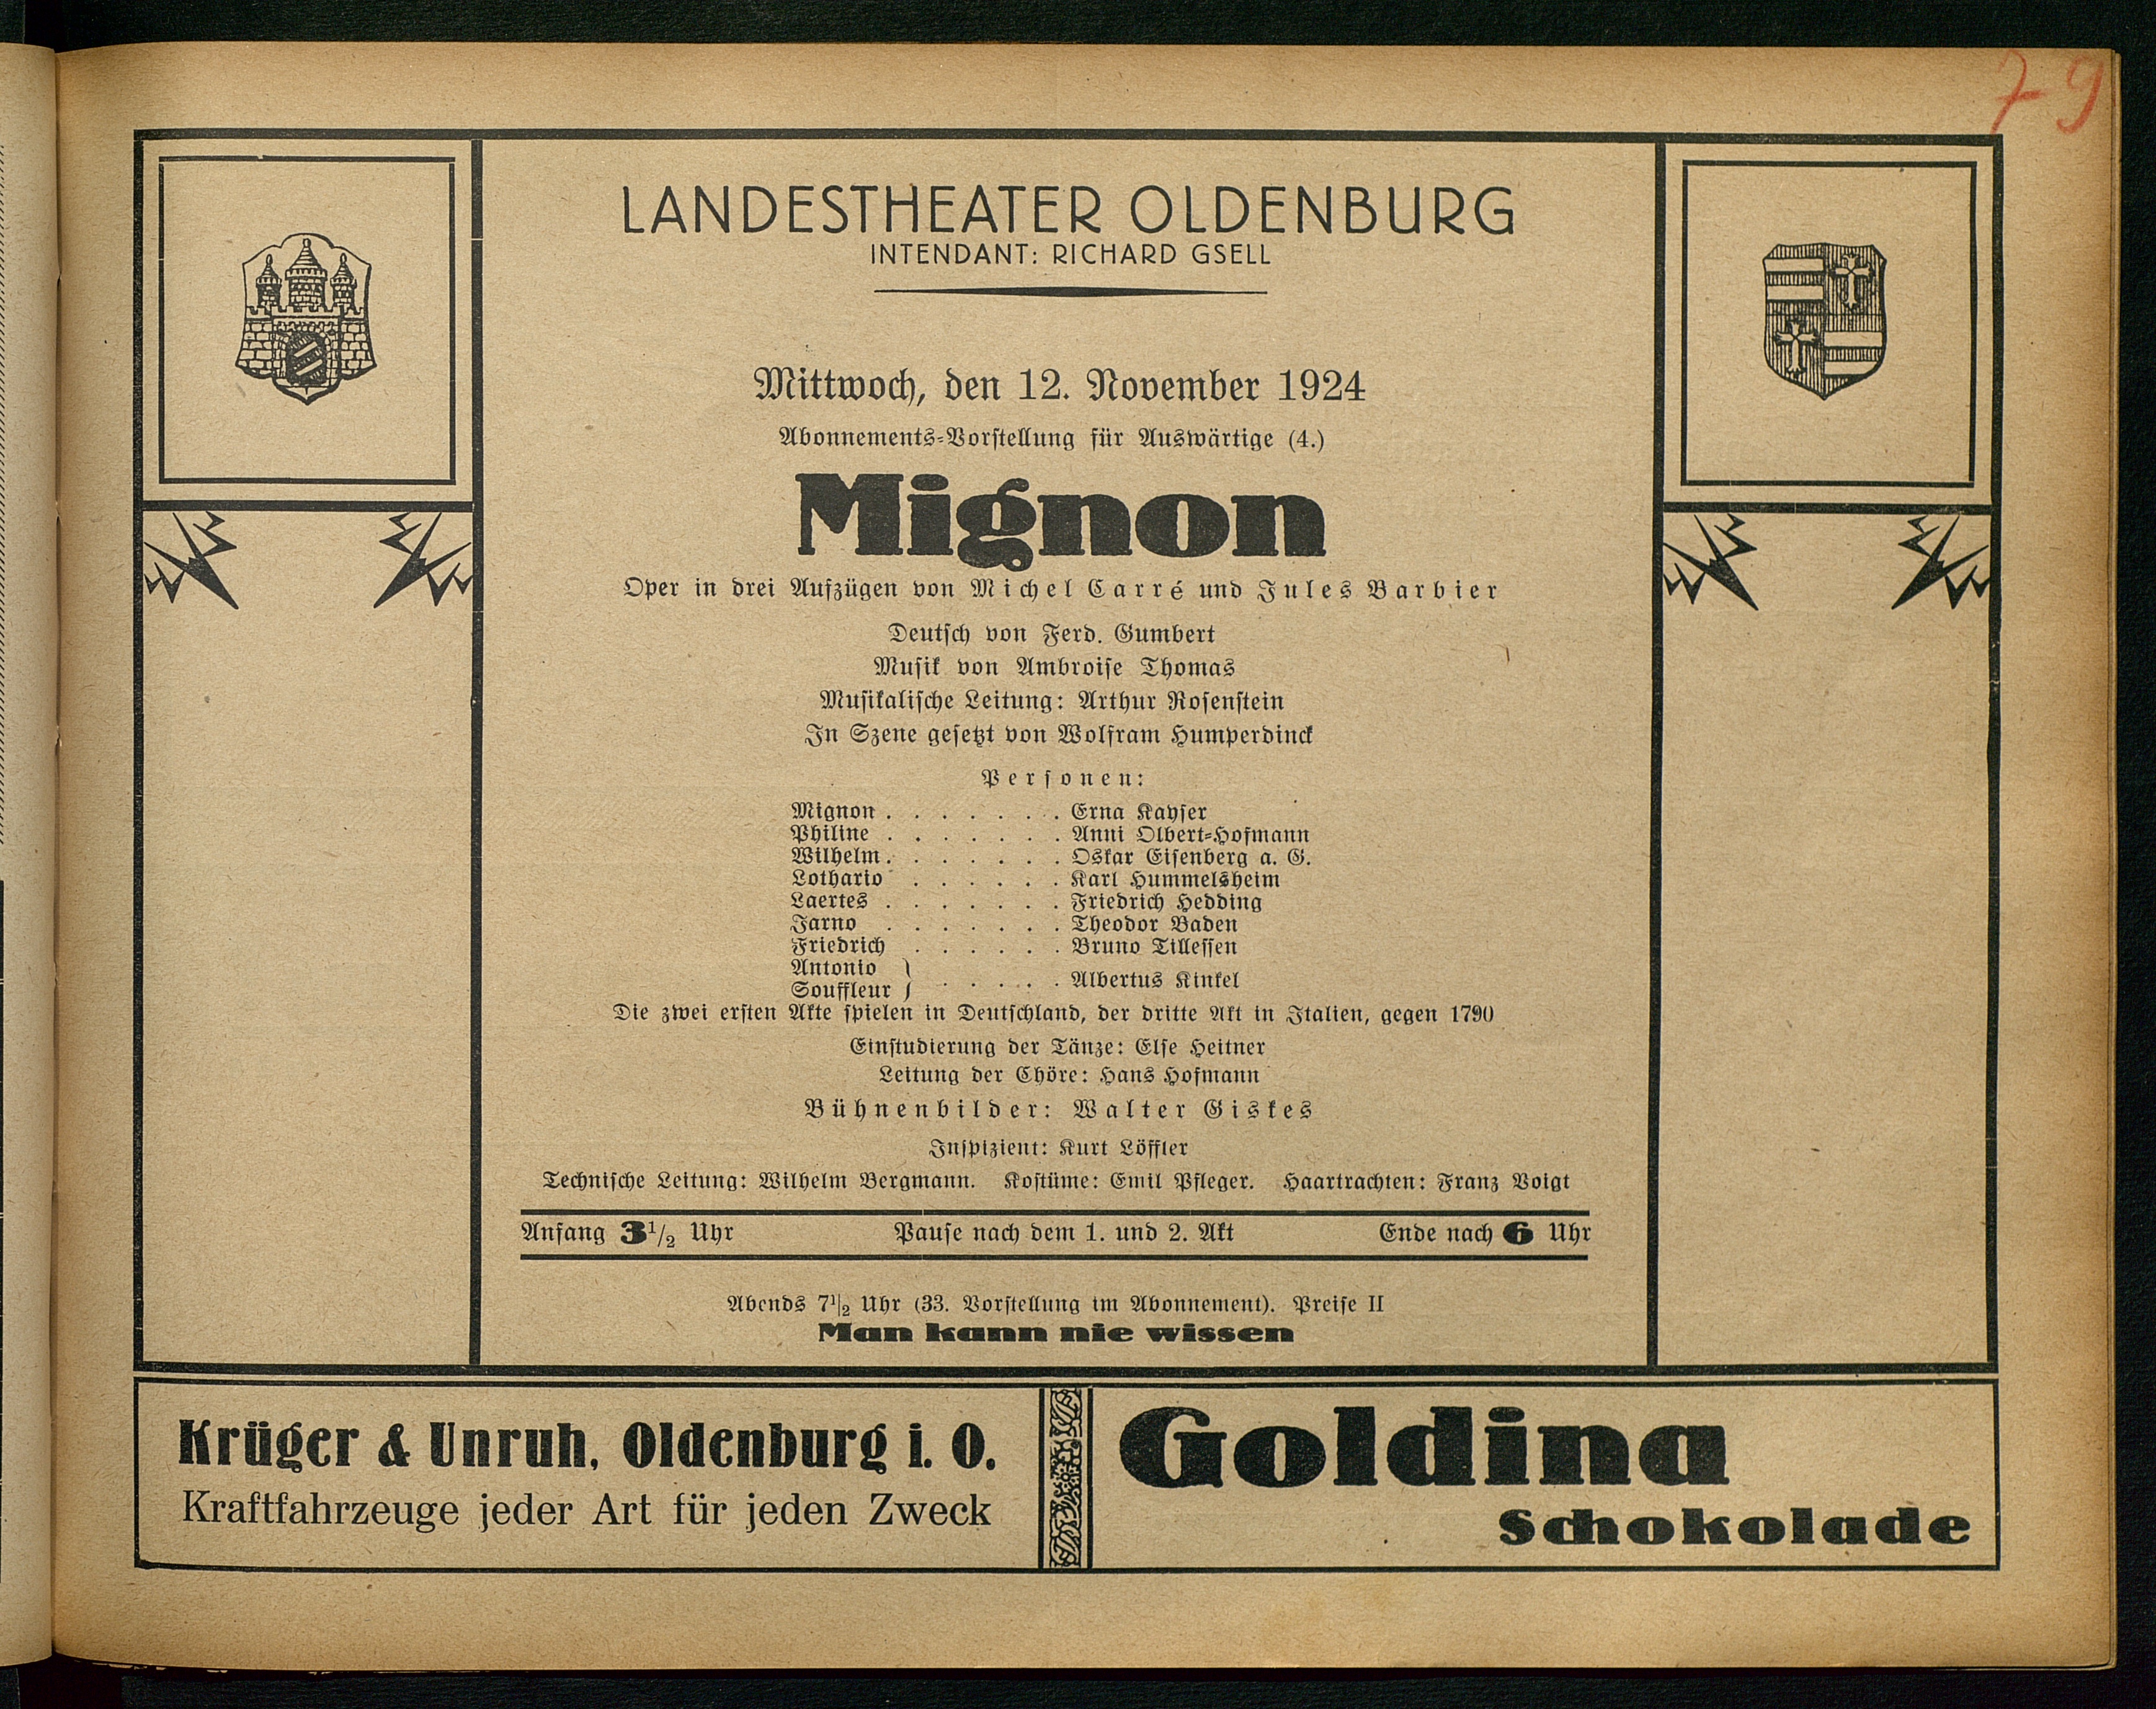 79
LANDESTHEATER OLDENBURG
INTENDANT: RICHARD GSELL
Mittwoch, den 12. November 1924
Abonnements-Vorstellung für Auswärtige (4.)
Mignon
Oper in drei Aufzügen von Michel Carré und Jules Barbier
Deutsch von Ferd. Gumbert
Musik von Ambroise Thomas
Musikalische Leitung: Arthur Rosenstein
In Szene gesetzt von Wolfram Humperdinck
Personen:
Mignon . . . . . . . Erna Kayser
Philine . . . . . . . Anni Olbert-Hofmann
Wilhelm . . . . . . . Oskar Eisenberg a. G.
Lothario . . . . . . Karl Hummelsheim
Laertes . . . . . . . Friedrich Hedding
Jarno . . . . . . . Theodor Baden
Friedrich . . . . . . Bruno Tillessen
Antonio
Souffleur } . . . . . Albertus Kinkel
Die zwei ersten Akte spielen in Deutschland, der dritte Akt in Italien, gegen 1790
Einstudierung der Tänze: Else Heitner
Leitung der Chöre: Hans Hofmann
Bühnenbilder: Walter Giskes
Inspizient: Kurt Löffler
Technische Leitung: Wilhelm Bergmann. Kostüme: Emil Pfleger. Haartrachten: Franz Voigt
Anfang 3 1/2 Uhr Pause nach dem 1. und 2. Akt Ende nach 6 Uhr
Abends 7 1/2 Uhr (33. Vorstellung im Abonnement). Preise II
Man kann nie wissen
Krüger & Unruh, Oldenburg i. O.
Kraftfahrzeuge jeder Art für jeden Zweck
Goldina
Schokolade